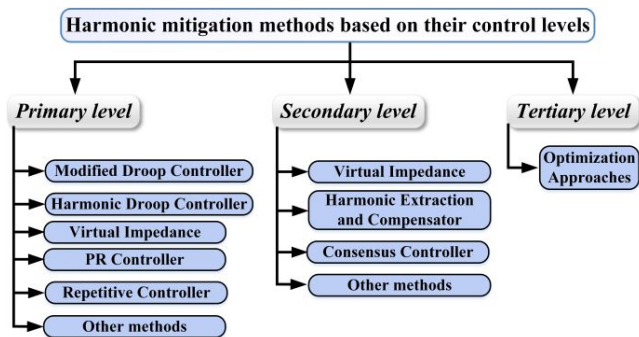 Harmonic mitigation methods based on their control levels
Primary level
Modified Droop Controller
Harmonic Droop Controller
Virtual Impedance
PR Controller
Repetitive Controller
Other methods
Secondary level
Virtual Impedance
Harmonic Extraction
and Compensator
Consensus Controller
Other methods
Tertiary level
Optimization
Approaches